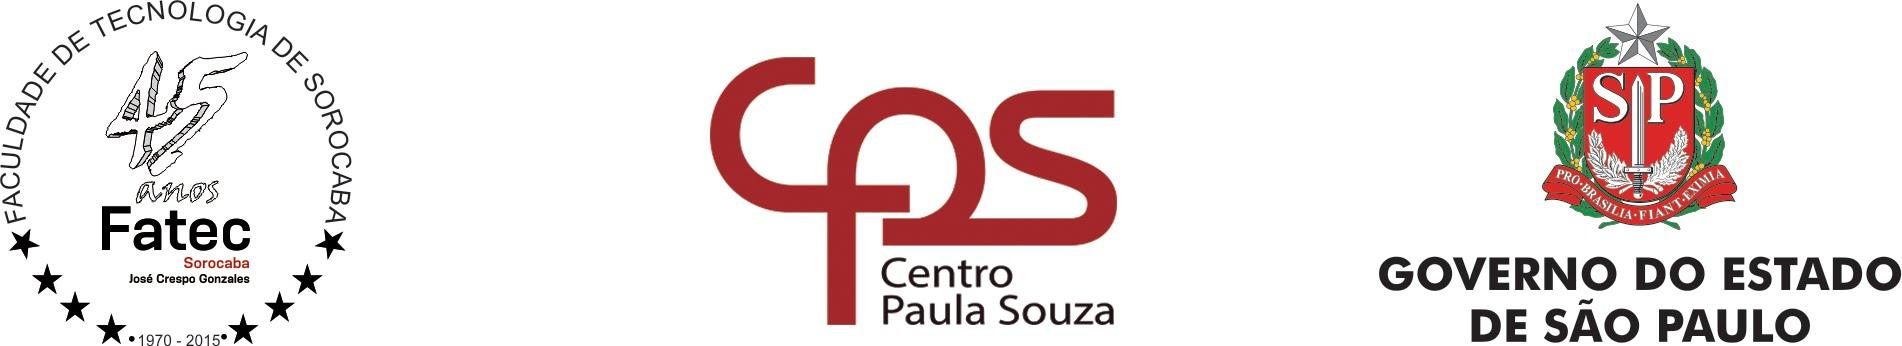 FACULDADE DE TECNOLOGIA DE SOROCABA
45
anos
Fatec
Sorocaba
José Crespo Gonzales
•1970 - 2015•
cps
Centro
Paula Souza
SP
PRO·BRASILIA·FIANT·EXIMIA
GOVERNO DO ESTADO
DE SÃO PAULO